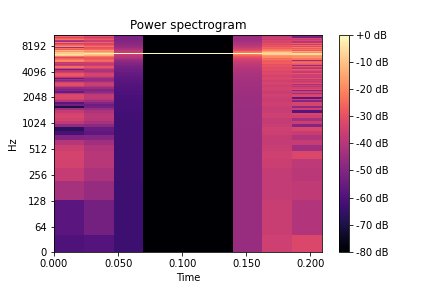 Power spectrogram
8192
4096
2048
1024
512
256
128
64
0
Hz
0.000 0.050 0.100 0.150 0.200
Time
+0 dB
-10 dB
-20 dB
-30 dB
-40 dB
-50 dB
-60 dB
-70 dB
-80 dB